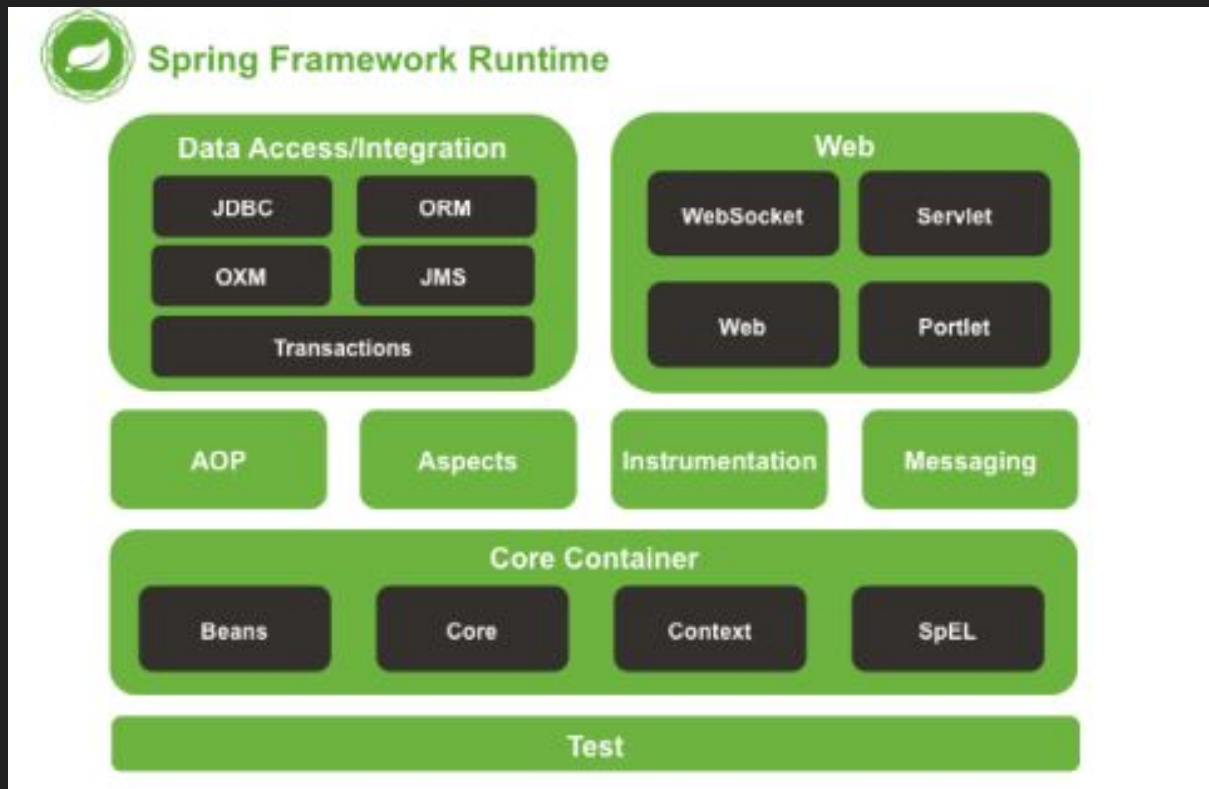 Spring Framework Runtime
Data Access/Integration
JDBC
ORM
OXM
JMS
Transactions
Web
WebSocket
Servlet
Web
Portlet
AOP
Aspects
Instrumentation
Messaging
Core Container
Beans
Core
Context
SpEL
Test